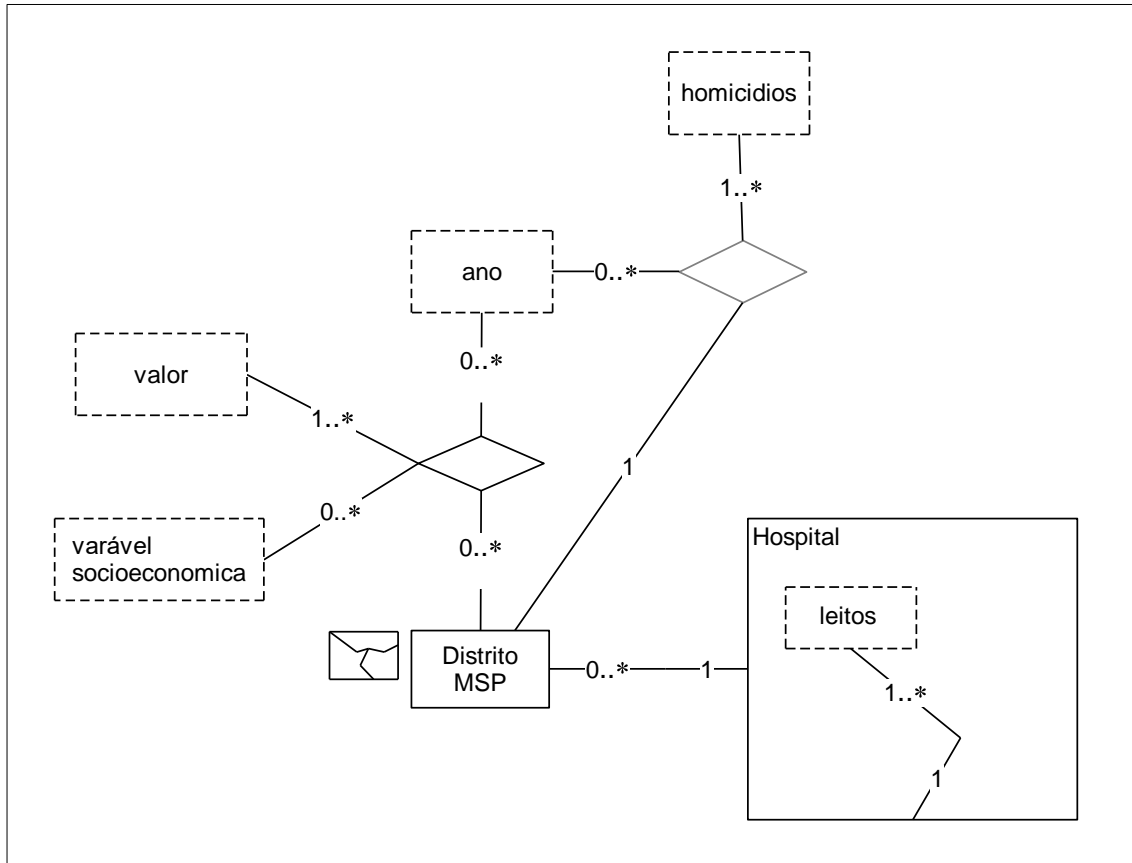 homicidios
1..*
ano
0..*
0..*
valor
1..*
0..*
varável
socioeconomica
0..*
1
Hospital
leitos
1..*
1
Distrito
MSP
0..*
1